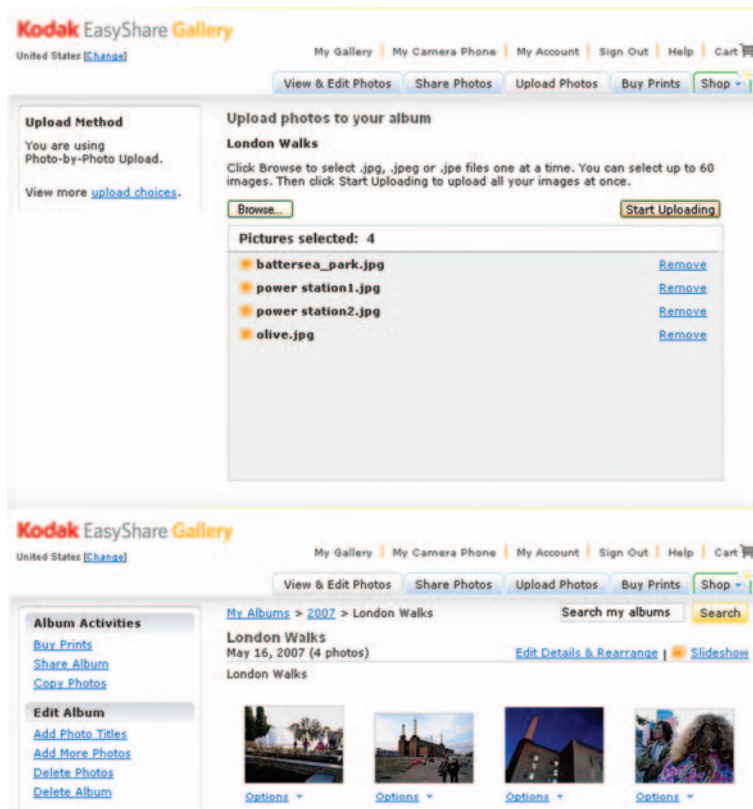 Kodak EasyShare Gallery
United States [Change]
My Gallery | My Camera Phone | My Account | Sign Out | Help | Cart
View & Edit Photos Share Photos Upload Photos Buy Prints Shop
Upload Method
You are using
Photo-by-Photo Upload.
View more upload choices.
Upload photos to your album
London Walks
Click Browse to select .jpg, .jpeg or .jpe files one at a time. You can select up to 60
images. Then click Start Uploading to upload all your images at once.
Browse... Start Uploading
Pictures selected: 4
battersea_park.jpg Remove
power station1.jpg Remove
power station2.jpg Remove
olive.jpg Remove
Kodak EasyShare Gallery
United States [Change]
My Gallery | My Camera Phone | My Account | Sign Out | Help | Cart
View & Edit Photos Share Photos Upload Photos Buy Prints Shop
Album Activities
Buy Prints
Share Album
Copy Photos
Edit Album
Add Photo Titles
Add More Photos
Delete Photos
Delete Album
My Albums > 2007 > London Walks Search my albums Search
London Walks
May 16, 2007 (4 photos) Edit Details & Rearrange | Slideshow
London Walks
Options Options Options Options